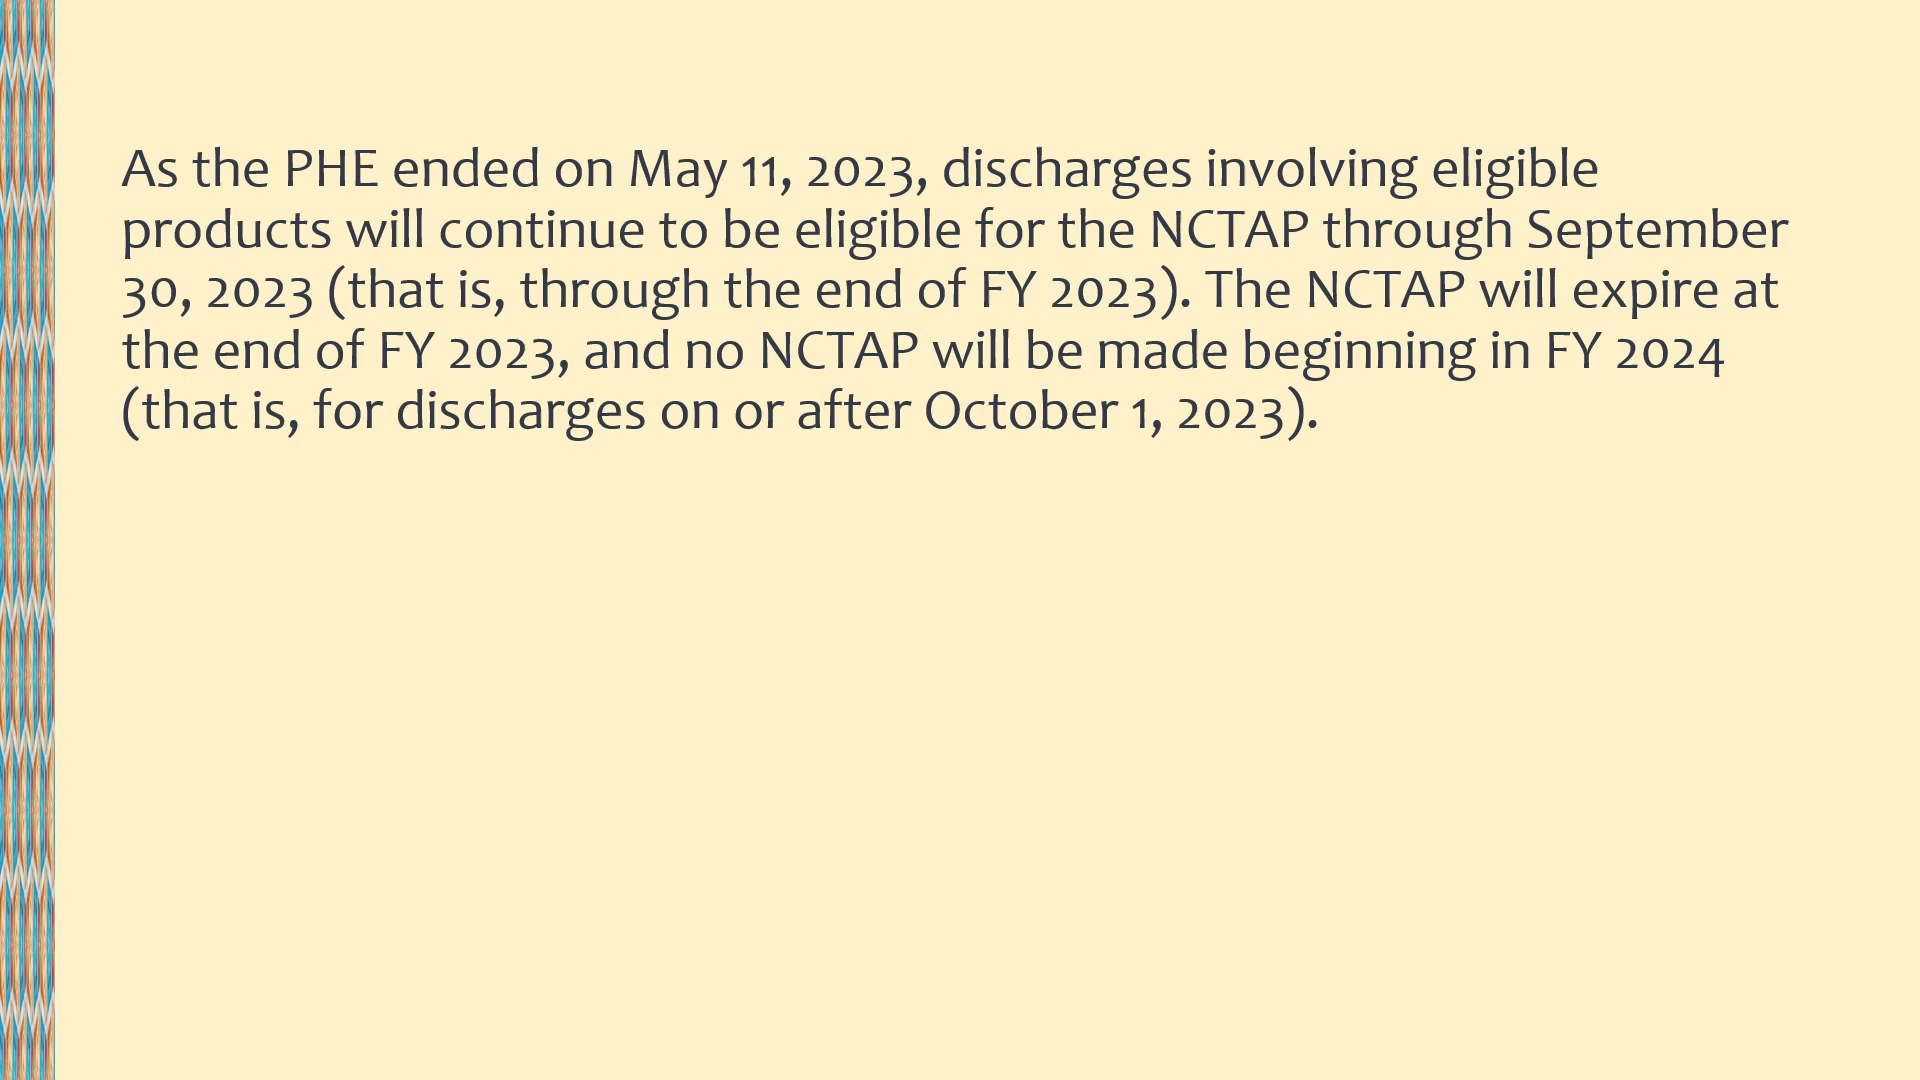 As the PHE ended on May 11, 2023, discharges involving eligible
products will continue to be eligible for the NCTAP through September
30, 2023 (that is, through the end of FY 2023). The NCTAP will expire at
the end of FY 2023, and no NCTAP will be made beginning in FY 2024
(that is, for discharges on or after October 1, 2023).